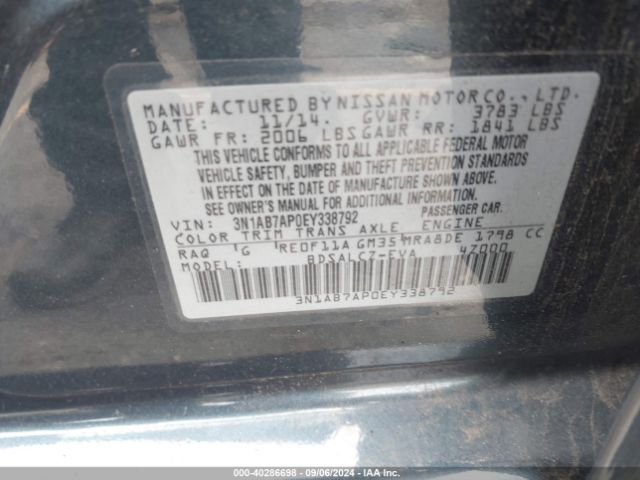 MANUFACTURED BY NISSAN MOTOR CO., LTD.
DATE: 11/14. GVWR: 3783 LBS
GAWR FR: 2006 LBS GAWR RR: 1841 LBS
THIS VEHICLE CONFORMS TO ALL APPLICABLE FEDERAL MOTOR
VEHICLE SAFETY, BUMPER AND THEFT PREVENTION STANDARDS
IN EFFECT ON THE DATE OF MANUFACTURE SHOWN ABOVE.
SEE OWNER'S MANUAL FOR ADDITIONAL INFORMATION.
VIN: 3N1AB7AP0EY338792 PASSENGER CAR.
COLOR TRIM TRANS AXLE ENGINE
RAQ G RE0F11A GM35 MRA8DE 1798 CC
MODEL: BDSALCZ-EVA 47000
3N1AB7AP0EY338792
000-40286698 - 09/06/2024 - IAAI.COM